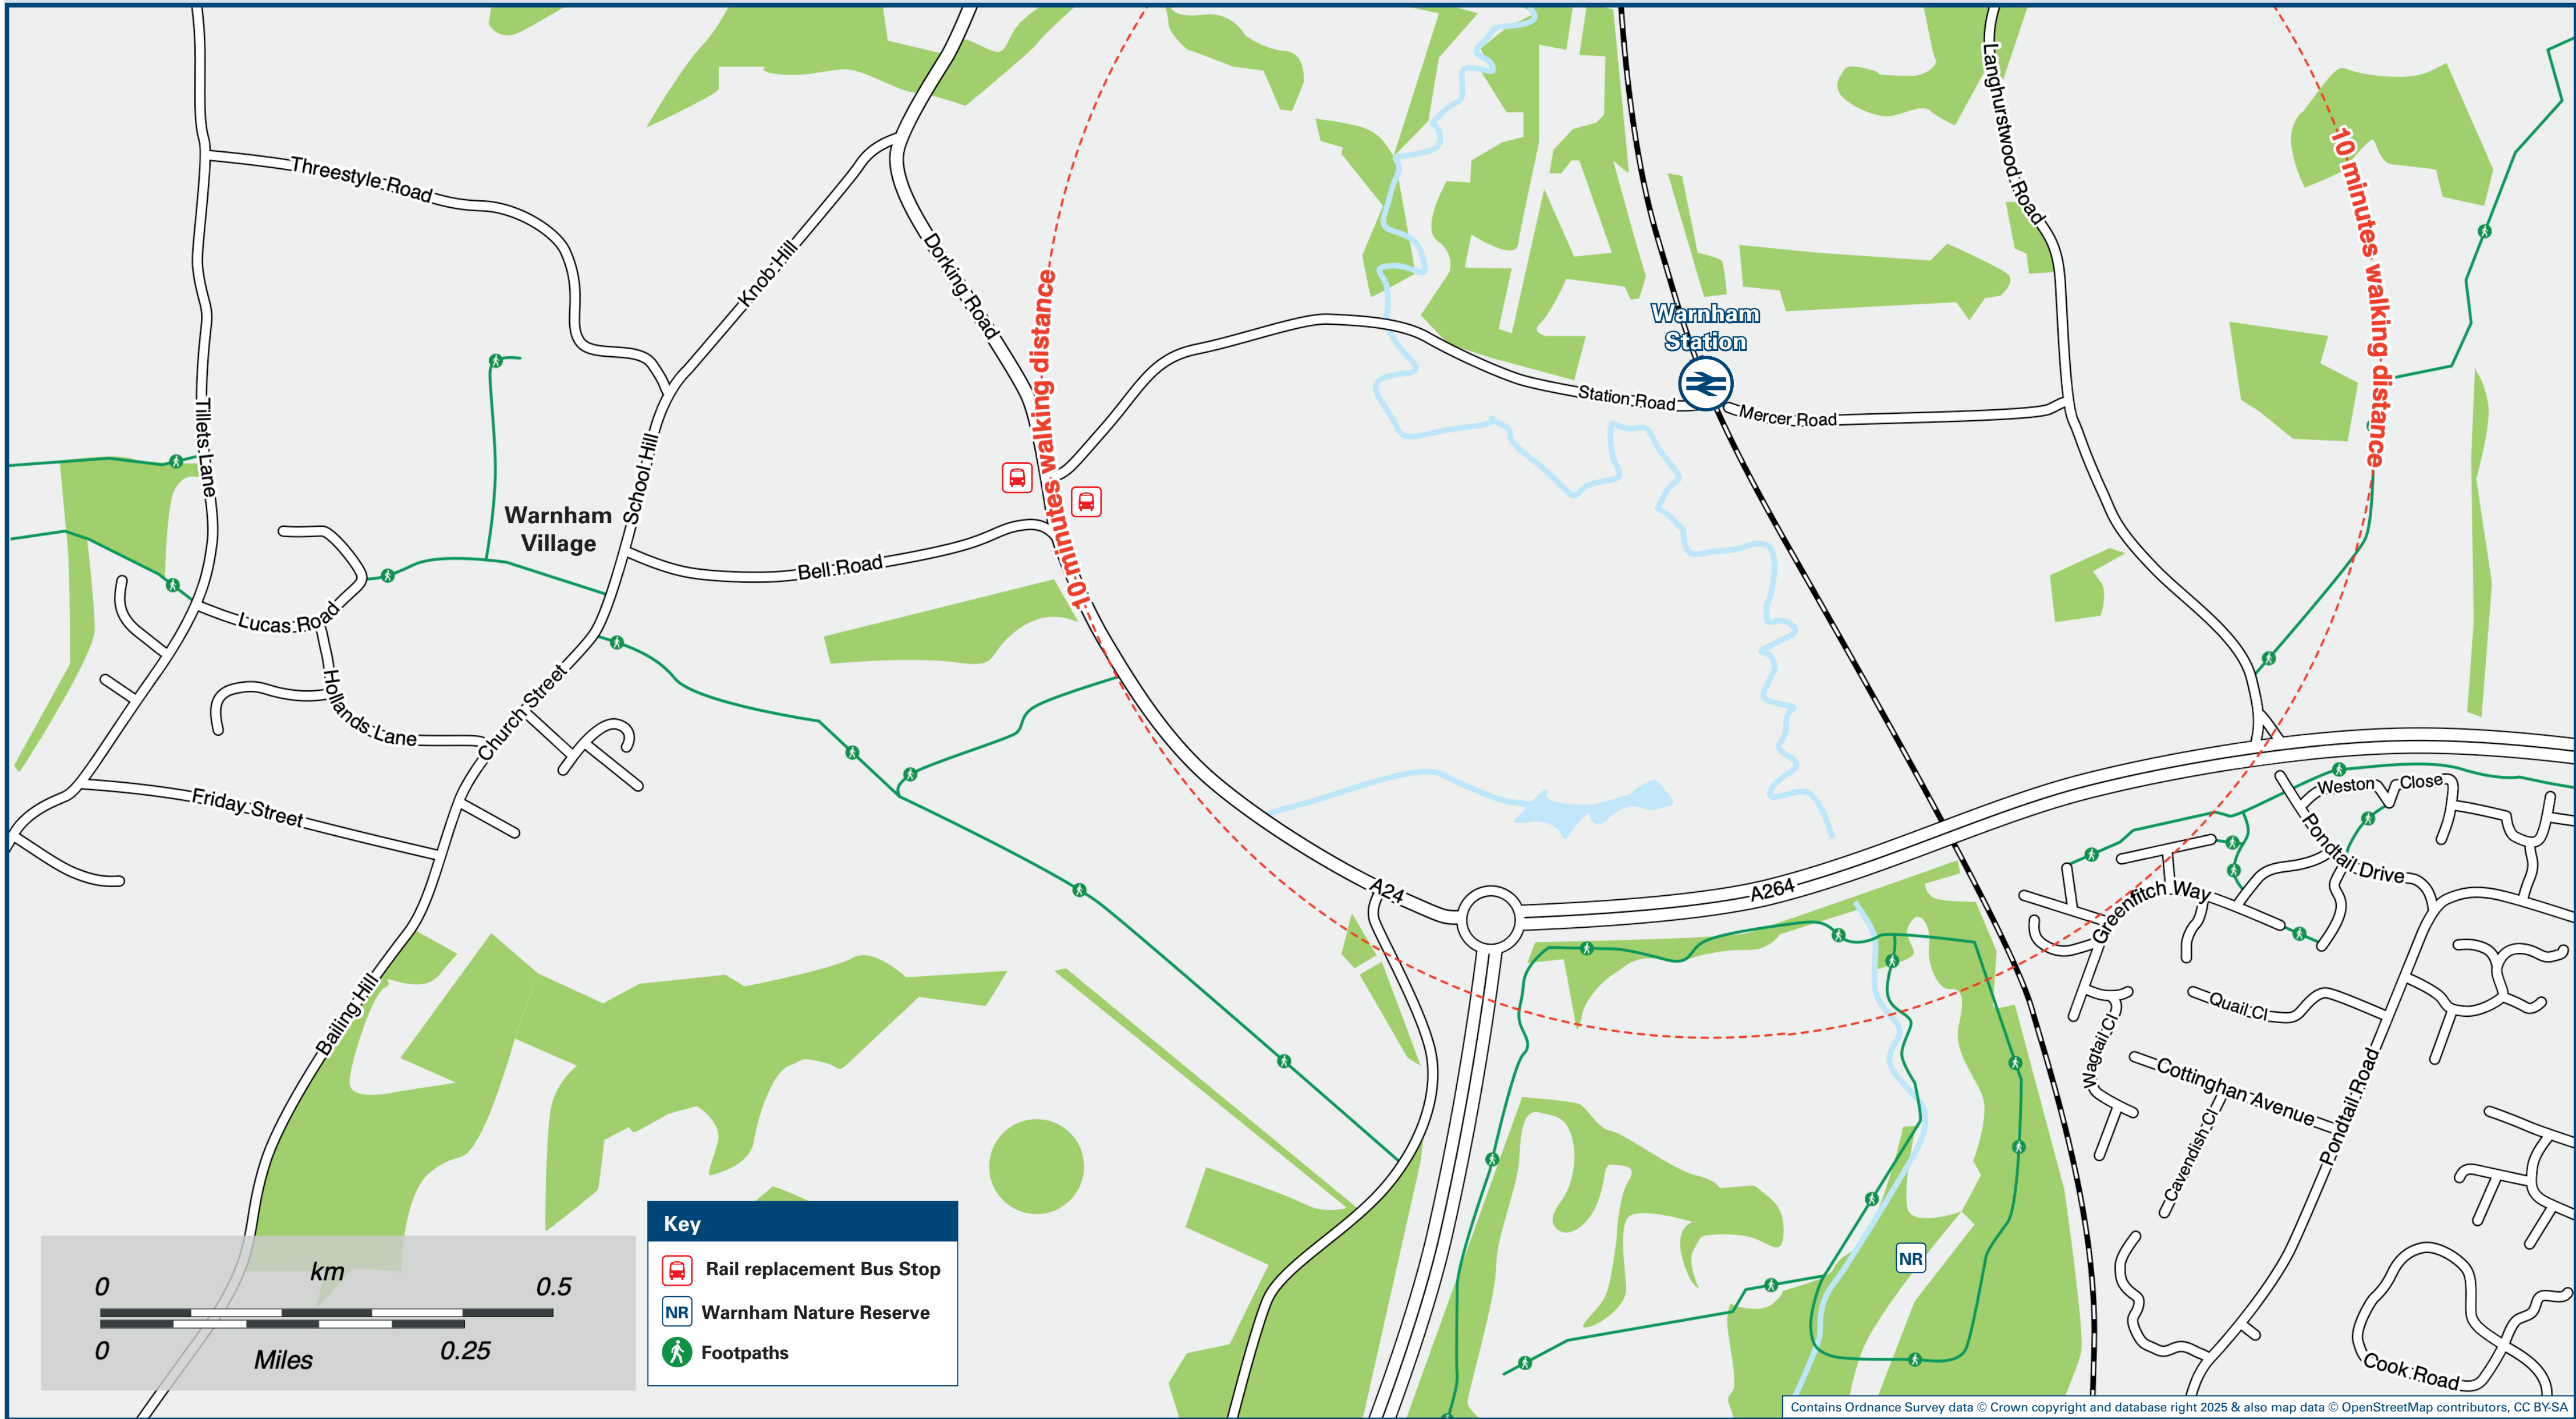 Langhurstwood Road
10 minutes walking distance
Threestyle Road
Knob Hill
Dorking Road
10 minutes walking distance
Warnham
Station
Station Road
Mercer Road
Tillets Lane
School Hill
Warnham
Village
Bell Road
Lucas Road
Hollands Lane
Church Street
Friday Street
Weston Close
Pondtail Drive
A24
A264
Greenfitch Way
Bailing Hill
Quail Cl
Wagtail Cl
Cottinghan Avenue
Cavendish Cl
Pondtail Road
NR
Cook Road
Key
Rail replacement Bus Stop
NR Warnham Nature Reserve
Footpaths
km
0 0.5
0 0.25
Miles
Contains Ordnance Survey data © Crown copyright and database right 2025 & also map data © OpenStreetMap contributors, CC BY-SA